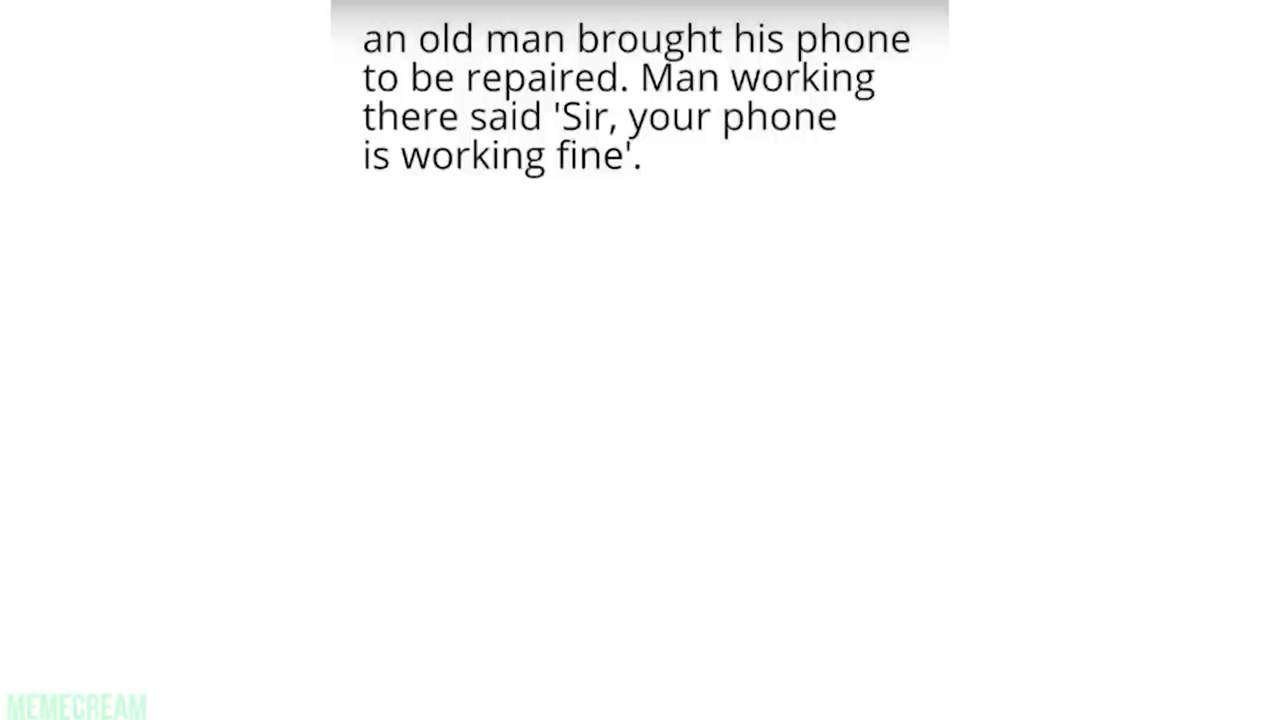 an old man brought his phone
to be repaired. Man working
there said 'Sir, your phone
is working fine'.
MEMECREAM